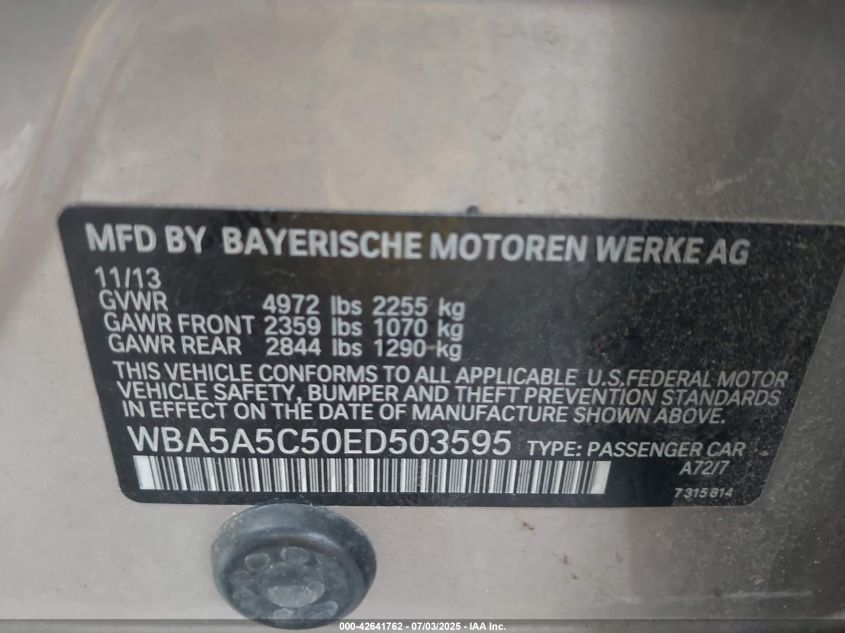 MFD BY BAYERISCHE MOTOREN WERKE AG
11/13
GVWR 4972 lbs 2255 kg
GAWR FRONT 2359 lbs 1070 kg
GAWR REAR 2844 lbs 1290 kg
THIS VEHICLE CONFORMS TO ALL APPLICABLE U.S.FEDERAL MOTOR
VEHICLE SAFETY, BUMPER AND THEFT PREVENTION STANDARDS
IN EFFECT ON THE DATE OF MANUFACTURE SHOWN ABOVE.
WBA5A5C50ED503595 TYPE: PASSENGER CAR
A72/7
7315814
000-42641762 - 07/03/2025 - IAA Inc.